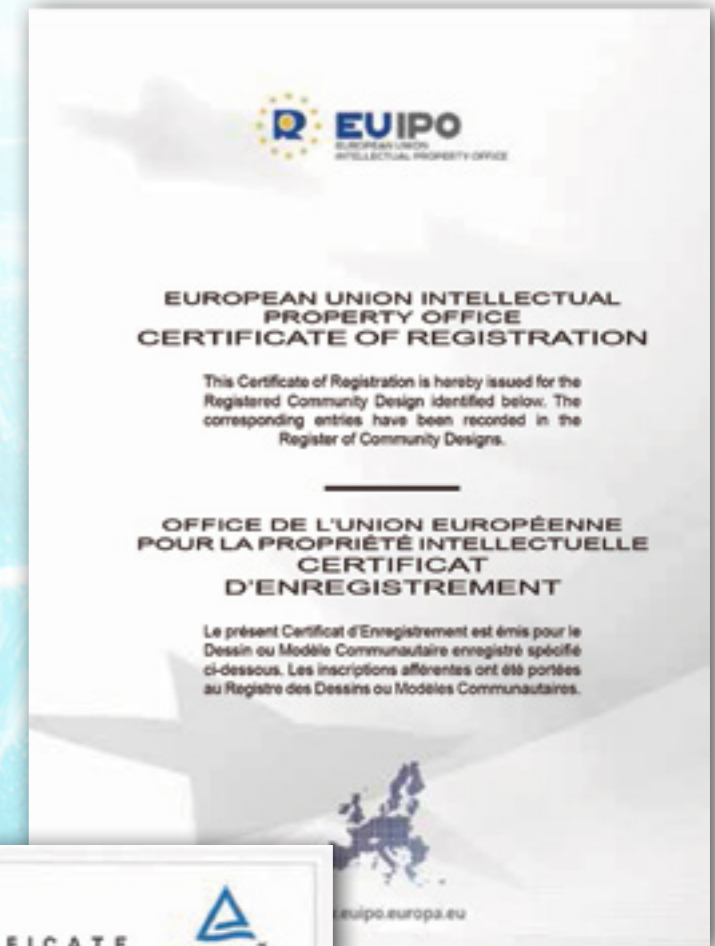 R EUIPO
EUROPEAN UNION
INTELLECTUAL PROPERTY OFFICE
EUROPEAN UNION INTELLECTUAL
PROPERTY OFFICE
CERTIFICATE OF REGISTRATION
This Certificate of Registration is hereby issued for the
Registered Community Design identified below. The
corresponding entries have been recorded in the
Register of Community Designs.
OFFICE DE L'UNION EUROPÉENNE
POUR LA PROPRIÉTÉ INTELLECTUELLE
CERTIFICAT
D'ENREGISTREMENT
Le présent Certificat d'Enregistrement est émis pour le
Dessin ou Modèle Communautaire enregistré spécifié
ci-dessous. Les inscriptions afférentes ont été portées
au Registre des Dessins ou Modèles Communautaires.
.euipo.europa.eu
FICATE